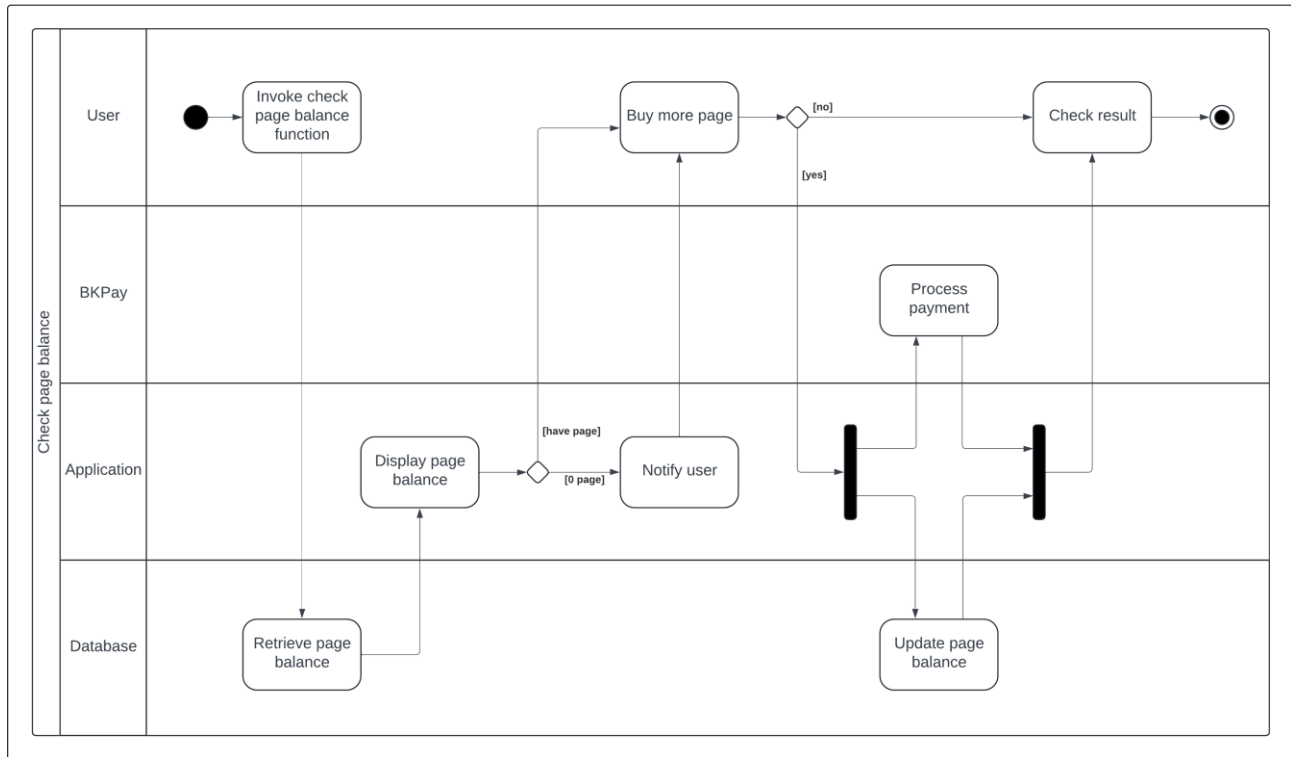 Check page balance
User
Invoke check
page balance
function
Buy more page
[no]
[yes]
Check result
BKPay
Process
payment
Application
Display page
balance
[have page]
[0 page]
Notify user
Database
Retrieve page
balance
Update page
balance